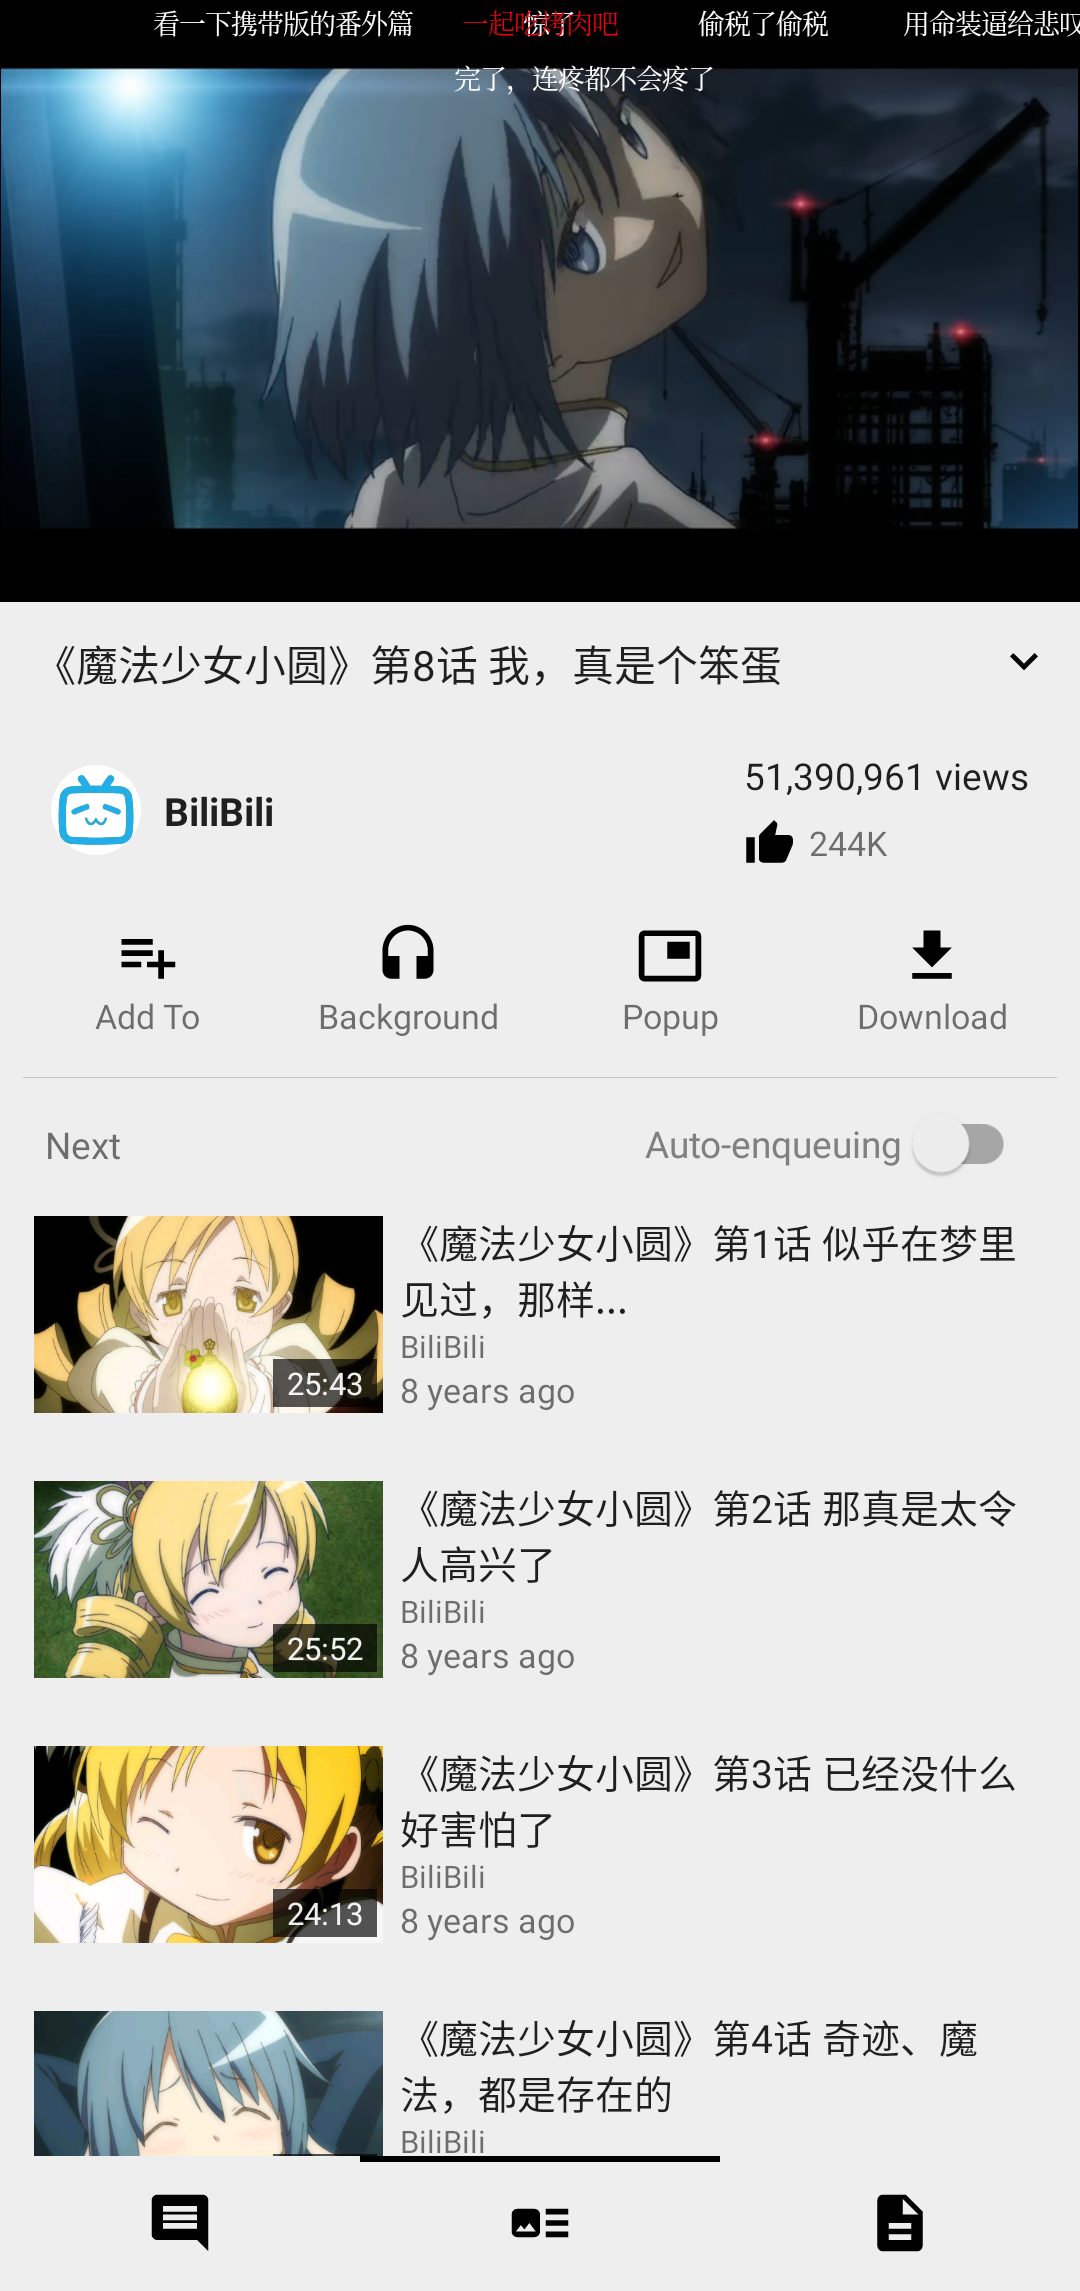 看一下携带版的番外篇
一起吃烤肉吧
惊了
偷税了偷税
用命装逼给悲叹
完了，连疼都不会疼了
《魔法少女小圆》第8话 我，真是个笨蛋
BiliBili
51,390,961 views
244K
Add To
Background
Popup
Download
Next
Auto-enqueuing
《魔法少女小圆》第1话 似乎在梦里
见过，那样...
BiliBili
8 years ago
25:43
《魔法少女小圆》第2话 那真是太令
人高兴了
BiliBili
8 years ago
25:52
《魔法少女小圆》第3话 已经没什么
好害怕了
BiliBili
8 years ago
24:13
《魔法少女小圆》第4话 奇迹、魔
法，都是存在的
BiliBili